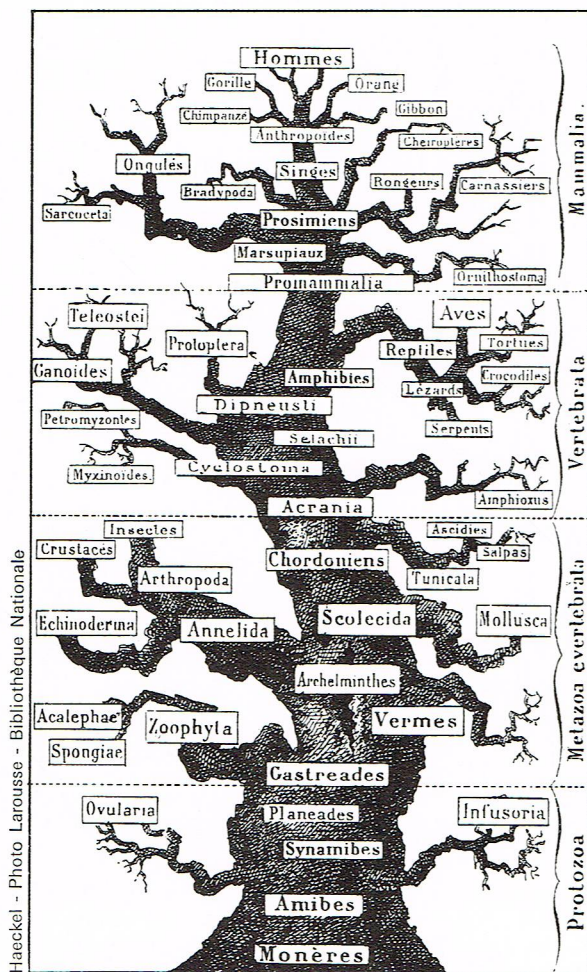 Hommes
Gorille
Orang
Chimpanzé
Gibbon
Anthropoides
Cheiroptères
Ongulés
Singes
Bradypoda
Rongeurs
Carnassiers
Sarcocetai
Prosimiens
Marsupiaux
Ornithostoma
Promammalia
Mammalia
Teleostei
Aves
Protoptera
Tortues
Reptiles
Ganoides
Amphibies
Crocodiles
Lézards
Dipneusti
Petromyzontes
Serpents
Selachii
Cyclostoma
Myxinoides.
Amphioxus
Acrania
Vertebrata
Insectes
Ascidies
Crustacés
Chordoniens
Salpas
Arthropoda
Tunicata
Echinoderma
Annelida
Scolecida
Mollusca
Archelminthes
Acalephae
Zoophyta
Vermes
Spongiae
Gastreades
Metazoa evertebrata
Ovularia
Planeades
Infusoria
Synamibes
Amibes
Monères
Protozoa
Haeckel - Photo Larousse - Bibliothèque Nationale